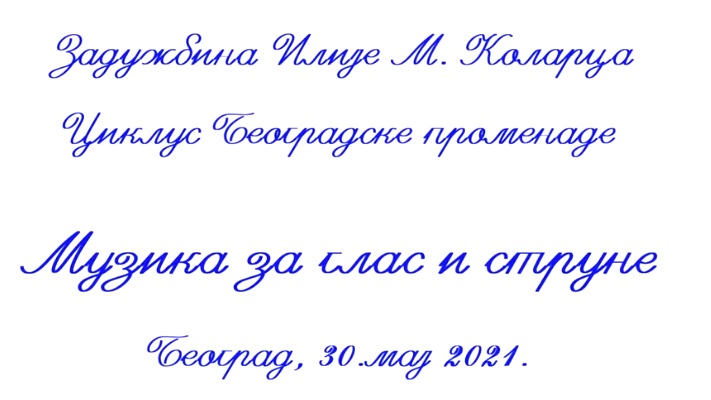 Задужбина Илије М. Коларца
Циклус Београдске променаде
Музика за глас и струне
Београд, 30.мај 2021.